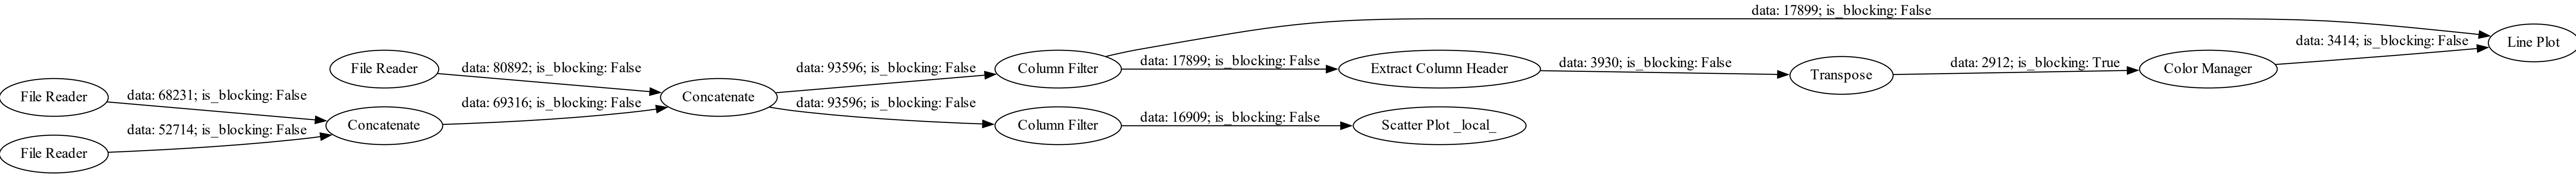 File Reader
data: 68231; is_blocking: False
File Reader
data: 52714; is_blocking: False
File Reader
data: 80892; is_blocking: False
Concatenate
data: 69316; is_blocking: False
Concatenate
data: 93596; is_blocking: False
data: 93596; is_blocking: False
Column Filter
data: 17899; is_blocking: False
data: 17899; is_blocking: False
Column Filter
data: 16909; is_blocking: False
Extract Column Header
data: 3930; is_blocking: False
Scatter Plot _local_
Transpose
data: 2912; is_blocking: True
Color Manager
data: 3414; is_blocking: False
Line Plot